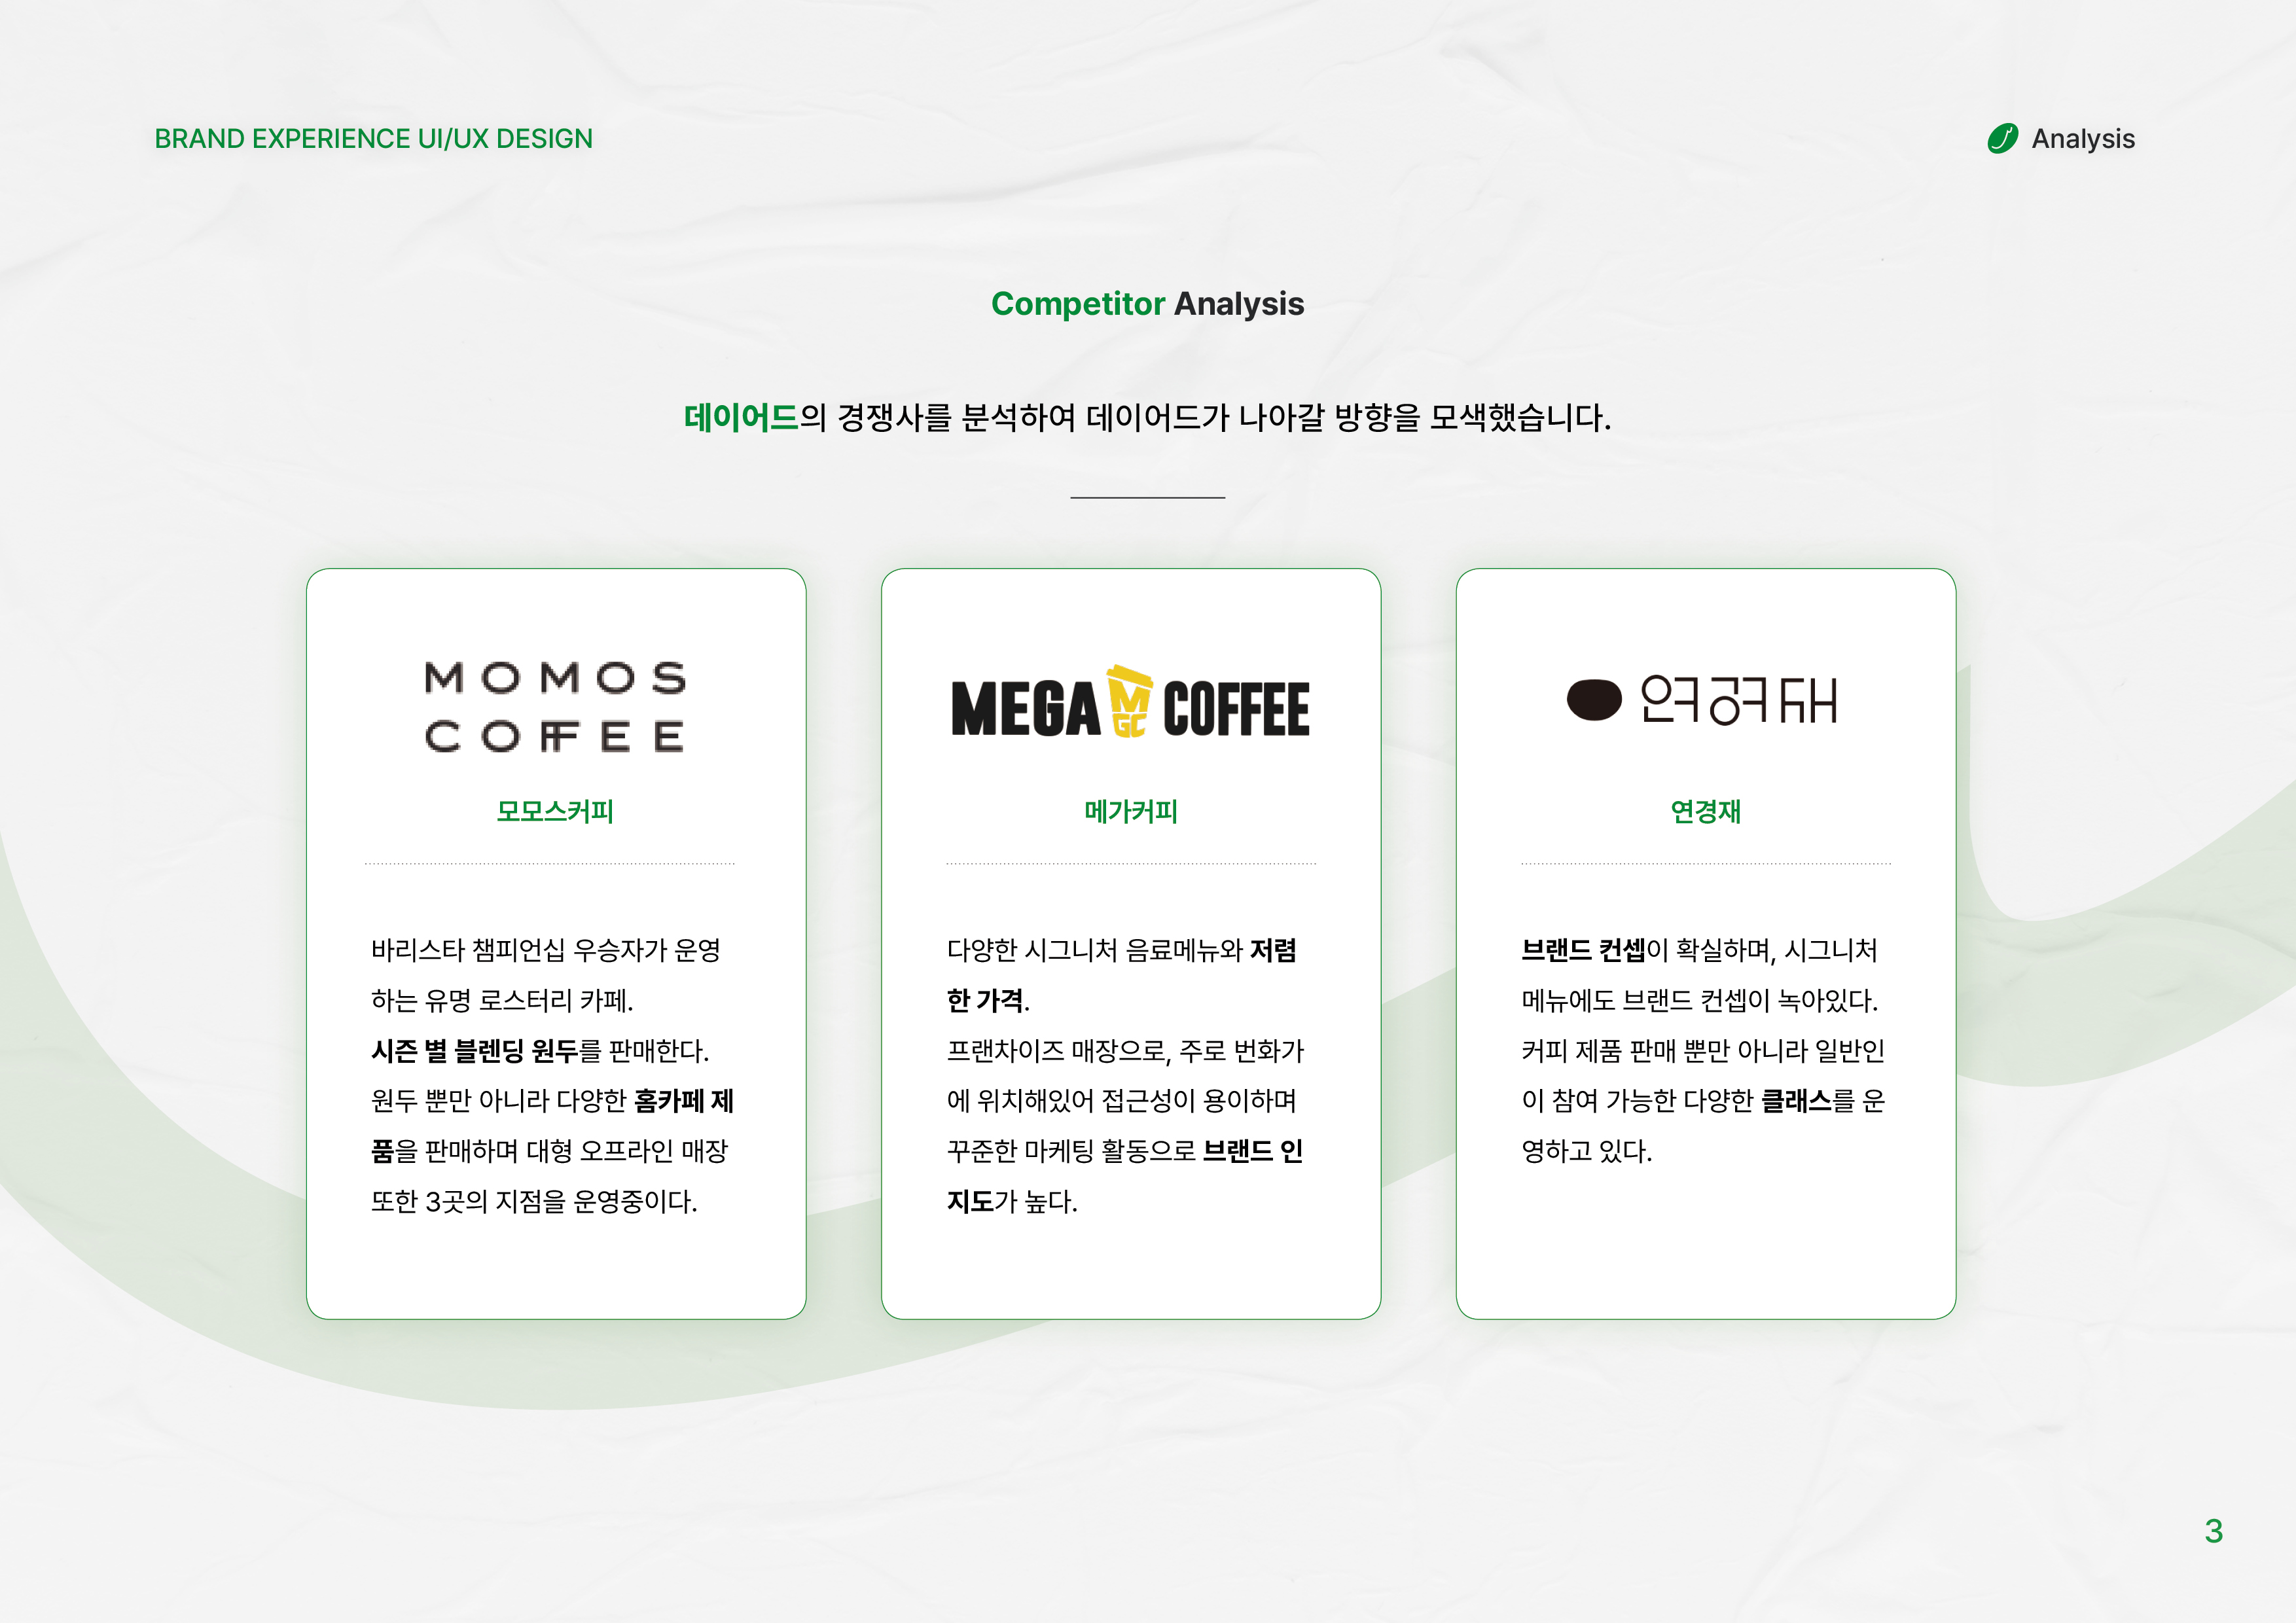 BRAND EXPERIENCE UI/UX DESIGN
Analysis
Competitor Analysis
데이어드의 경쟁사를 분석하여 데이어드가 나아갈 방향을 모색했습니다.
MOMOS
COFFEE
모모스커피
바리스타 챔피언십 우승자가 운영
하는 유명 로스터리 카페.
시즌 별 블렌딩 원두를 판매한다.
원두 뿐만 아니라 다양한 홈카페 제
품을 판매하며 대형 오프라인 매장
또한 3곳의 지점을 운영중이다.
MEGA MGC COFFEE
메가커피
다양한 시그니처 음료메뉴와 저렴
한 가격.
프랜차이즈 매장으로, 주로 번화가
에 위치해있어 접근성이 용이하며
꾸준한 마케팅 활동으로 브랜드 인
지도가 높다.
연경재
연경재
브랜드 컨셉이 확실하며, 시그니처
메뉴에도 브랜드 컨셉이 녹아있다.
커피 제품 판매 뿐만 아니라 일반인
이 참여 가능한 다양한 클래스를 운
영하고 있다.
3